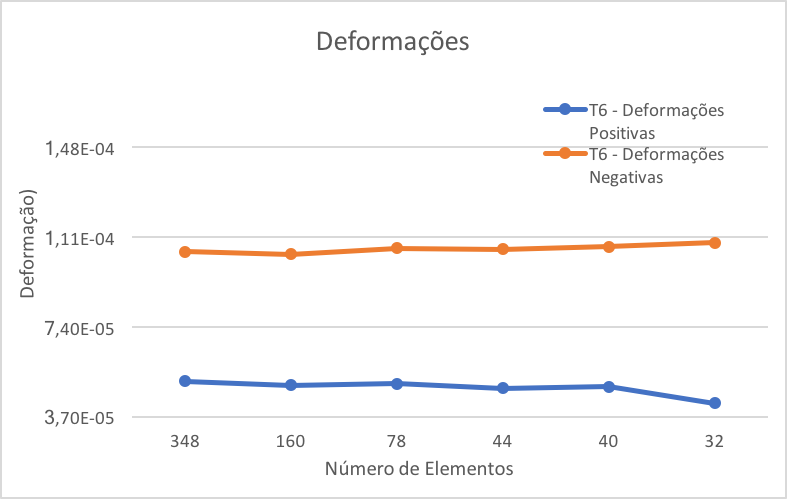 Deformações
T6 - Deformações
Positivas
T6 - Deformações
Negativas
1,48E-04
1,11E-04
7,40E-05
3,70E-05
Deformação)
348 160 78 44 40 32
Número de Elementos